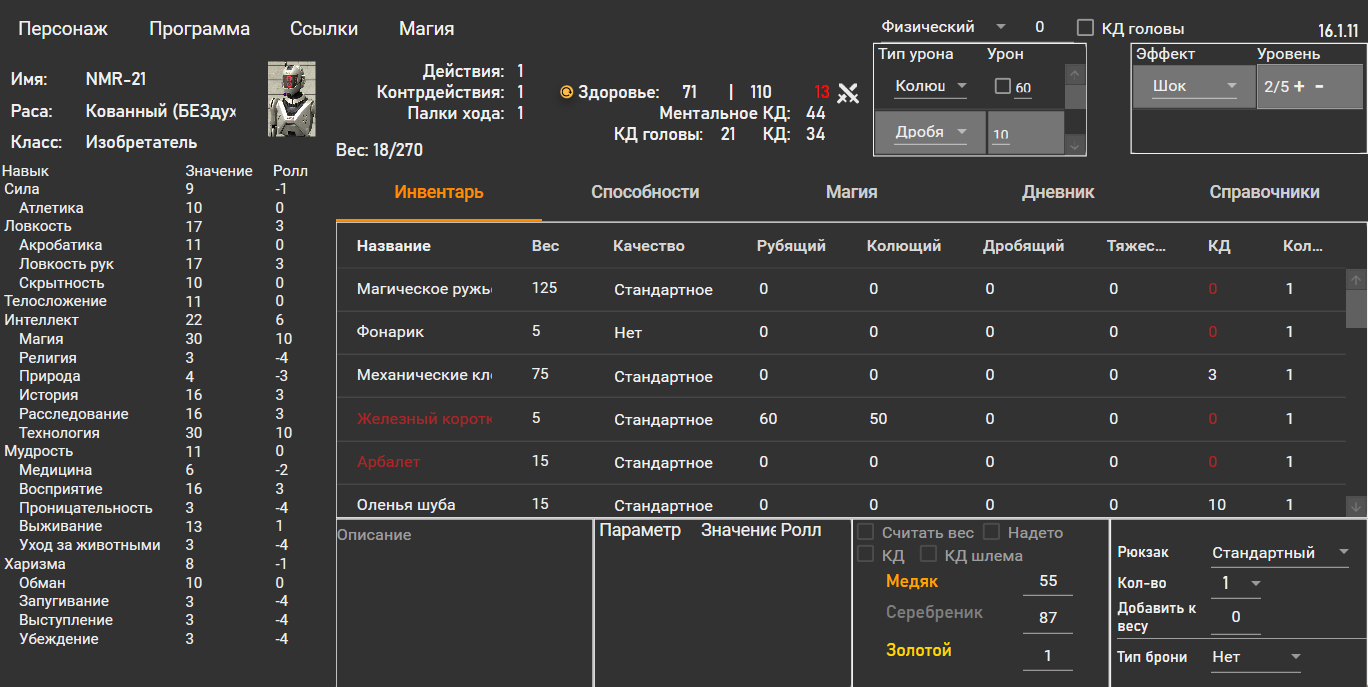 Персонаж Программа Ссылки Магия
Физический 0 КД головы 16.1.11
Имя: NMR-21
Раса: Кованный (БЕЗдух
Класс: Изобретатель
Действия: 1
Контрдействия: 1
Палки хода: 1
Здоровье: 71 | 110 13
Ментальное КД: 44
КД головы: 21 КД: 34
Вес: 18/270
Тип урона Урон
Колющ 60
Дробя 10
Эффект Уровень
Шок 2/5 + -
Навык Значение Ролл
Сила 9 -1
Атлетика 10 0
Ловкость 17 3
Акробатика 11 0
Ловкость рук 17 3
Скрытность 10 0
Телосложение 11 0
Интеллект 22 6
Магия 30 10
Религия 3 -4
Природа 4 -3
История 16 3
Расследование 16 3
Технология 30 10
Мудрость 11 0
Медицина 6 -2
Восприятие 16 3
Проницательность 3 -4
Выживание 13 1
Уход за животными 3 -4
Харизма 8 -1
Обман 10 0
Запугивание 3 -4
Выступление 3 -4
Убеждение 3 -4
Инвентарь Способности Магия Дневник Справочники
Название Вес Качество Рубящий Колющий Дробящий Тяжес... КД Кол...
Магическое ружь 125 Стандартное 0 0 0 0 0 1
Фонарик 5 Нет 0 0 0 0 0 1
Механические кл 75 Стандартное 0 0 0 0 3 1
Железный коротк 5 Стандартное 60 50 0 0 0 1
Арбалет 15 Стандартное 0 0 0 0 0 1
Оленья шуба 15 Стандартное 0 0 0 0 10 1
Описание
Параметр Значение Ролл
Считать вес Надето
КД КД шлема
Медяк 55
Серебреник 87
Золотой 1
Рюкзак Стандартный
Кол-во 1
Добавить к
весу 0
Тип брони Нет